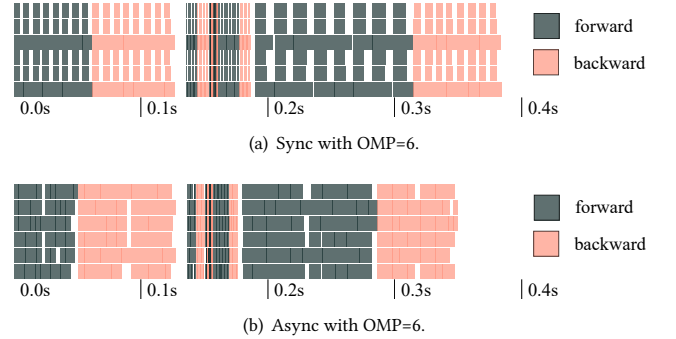 forward
backward
0.0s 0.1s 0.2s 0.3s 0.4s
(a) Sync with OMP=6.
forward
backward
0.0s 0.1s 0.2s 0.3s 0.4s
(b) Async with OMP=6.